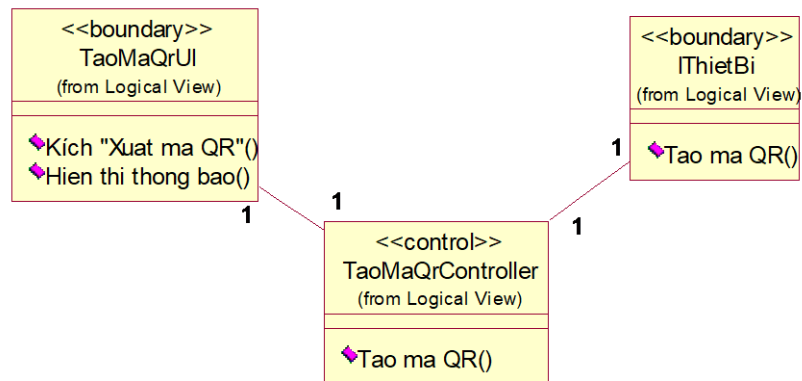 <<boundary>>
TaoMaQrUI
(from Logical View)
Kích "Xuat ma QR"()
Hien thi thong bao()
1
1
<<control>>
TaoMaQrController
(from Logical View)
Tao ma QR()
1
1
<<boundary>>
IThietBi
(from Logical View)
Tao ma QR()